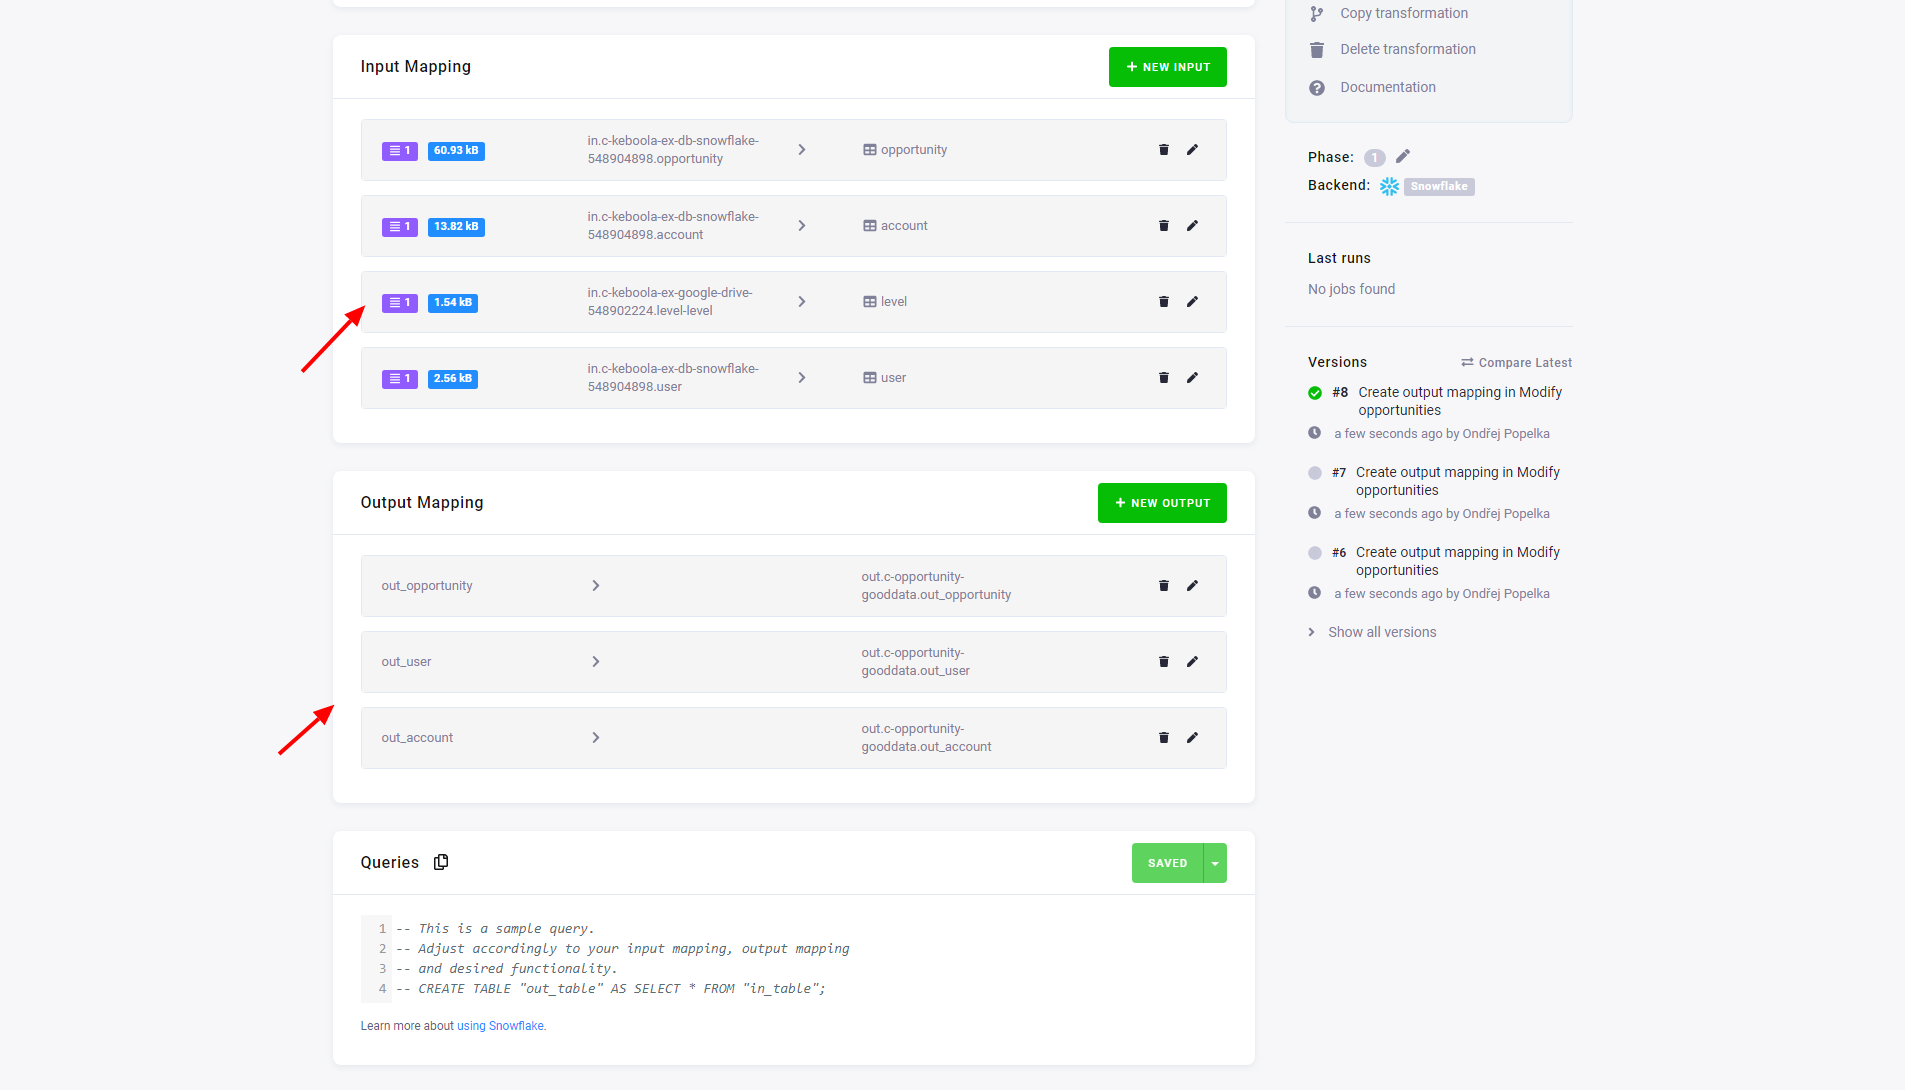 Input Mapping
NEW INPUT
1 60.93 kB
in.c-keboola-ex-db-snowflake-
548904898.opportunity
opportunity
1 13.82 kB
in.c-keboola-ex-db-snowflake-
548904898.account
account
1 1.54 kB
in.c-keboola-ex-google-drive-
548902224.level-level
level
1 2.56 kB
in.c-keboola-ex-db-snowflake-
548904898.user
user
Output Mapping
NEW OUTPUT
out_opportunity
out.c-opportunity-
gooddata.out_opportunity
out_user
out.c-opportunity-
gooddata.out_user
out_account
out.c-opportunity-
gooddata.out_account
Queries
SAVED
1 -- This is a sample query.
2 -- Adjust accordingly to your input mapping, output mapping
3 -- and desired functionality.
4 -- CREATE TABLE "out_table" AS SELECT * FROM "in_table";
Learn more about using Snowflake.
Copy transformation
Delete transformation
Documentation
Phase: 1
Backend: Snowflake
Last runs
No jobs found
Versions
Compare Latest
#8 Create output mapping in Modify
opportunities
a few seconds ago by Ondřej Popelka
#7 Create output mapping in Modify
opportunities
a few seconds ago by Ondřej Popelka
#6 Create output mapping in Modify
opportunities
a few seconds ago by Ondřej Popelka
Show all versions